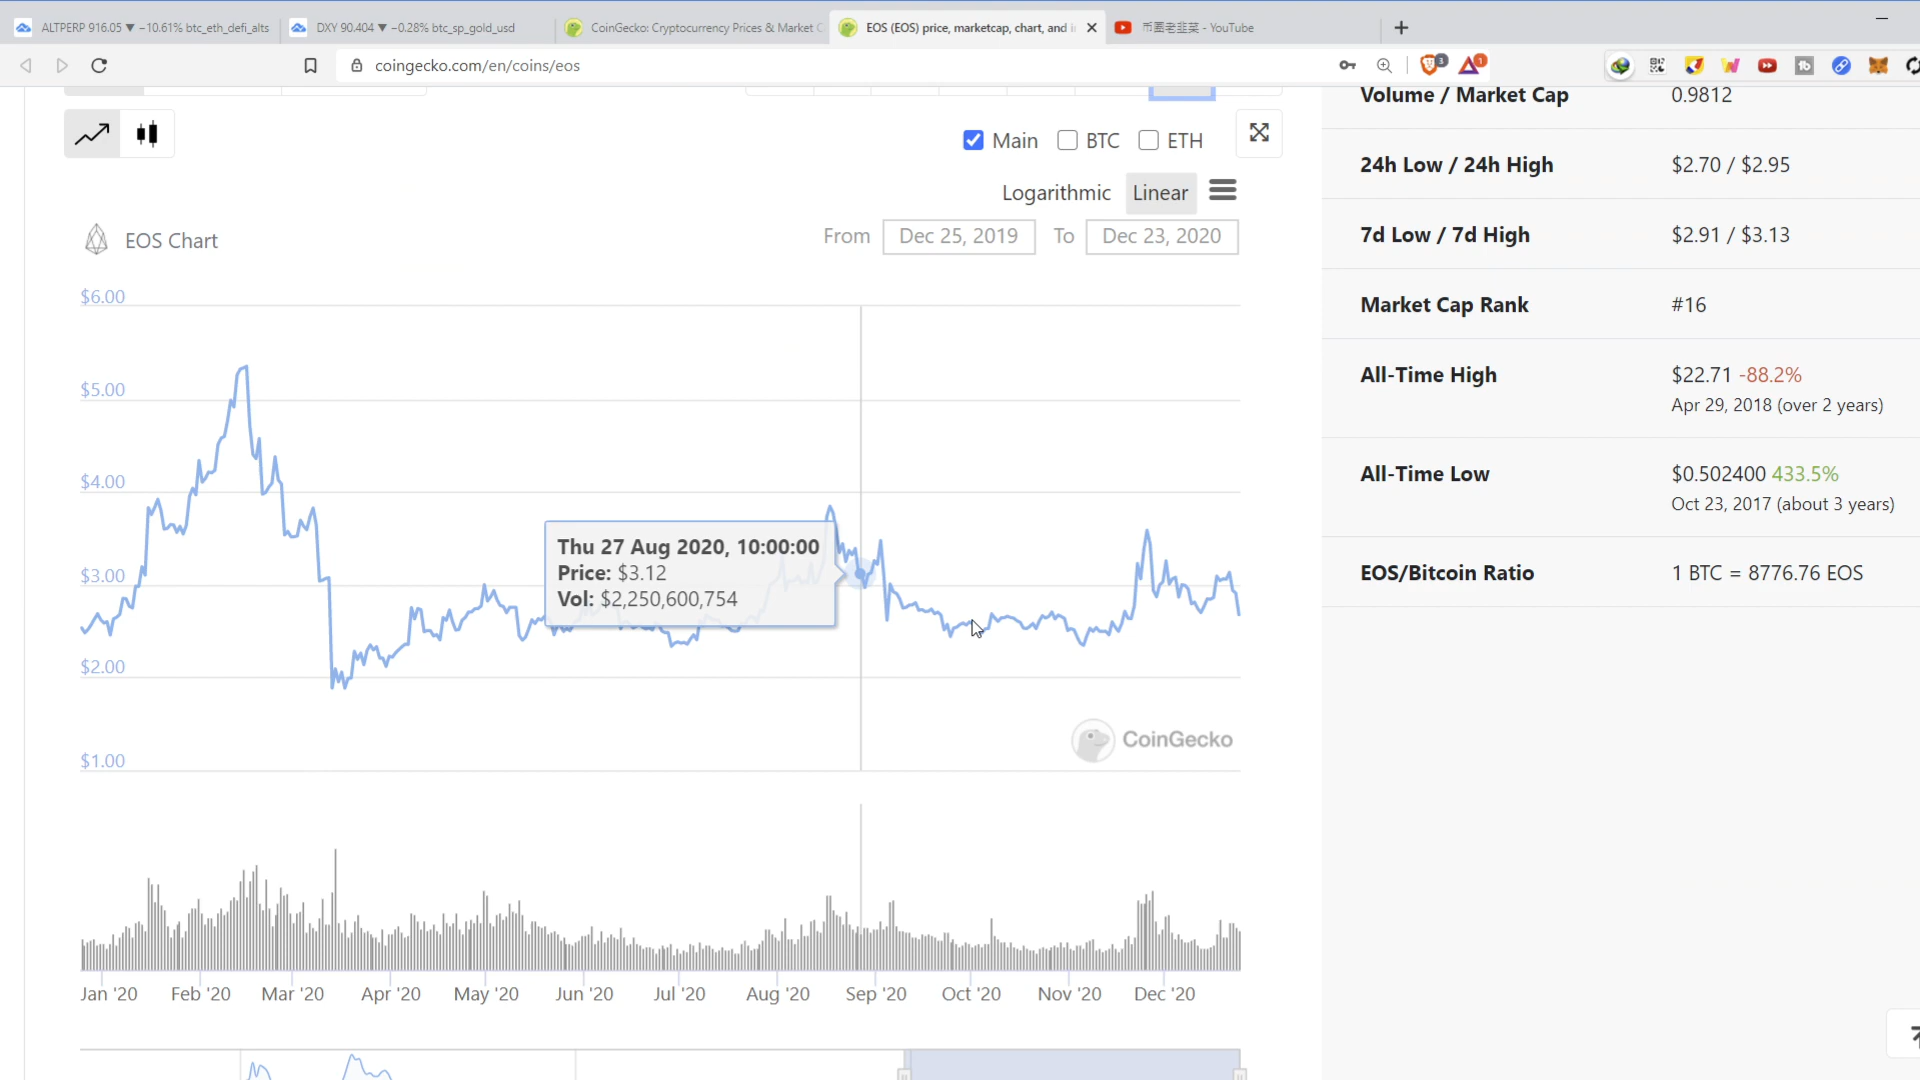 ALTPERP 916.05 ▼ −10.61% btc_eth_defi_alts
DXY 90.404 ▼ −0.28% btc_sp_gold_usd
CoinGecko: Cryptocurrency Prices & Market C
EOS (EOS) price, marketcap, chart, and i
币圈老韭菜 - YouTube
coingecko.com/en/coins/eos
3
1
Main
BTC
ETH
Logarithmic
Linear
EOS Chart
From
Dec 25, 2019
To
Dec 23, 2020
$6.00
$5.00
$4.00
$3.00
$2.00
$1.00
Thu 27 Aug 2020, 10:00:00
Price: $3.12
Vol: $2,250,600,754
CoinGecko
Jan '20
Feb '20
Mar '20
Apr '20
May '20
Jun '20
Jul '20
Aug '20
Sep '20
Oct '20
Nov '20
Dec '20
Volume / Market Cap
0.9812
24h Low / 24h High
$2.70 / $2.95
7d Low / 7d High
$2.91 / $3.13
Market Cap Rank
#16
All-Time High
$22.71 -88.2%
Apr 29, 2018 (over 2 years)
All-Time Low
$0.502400 433.5%
Oct 23, 2017 (about 3 years)
EOS/Bitcoin Ratio
1 BTC = 8776.76 EOS